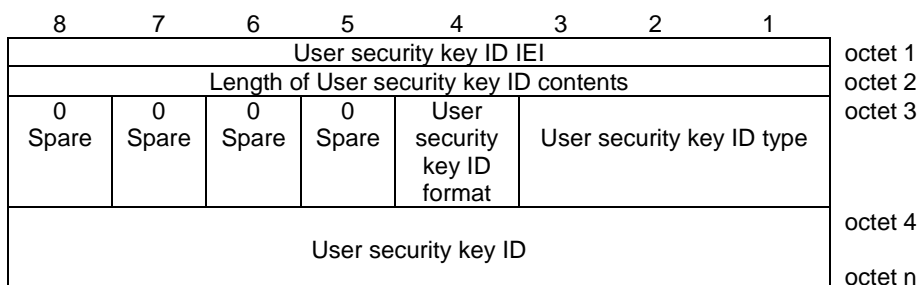 8 7 6 5 4 3 2 1
User security key ID IEI octet 1
Length of User security key ID contents octet 2
0 0 0 0 User octet 3
Spare Spare Spare Spare security User security key ID type
key ID
format
octet 4
User security key ID
octet n